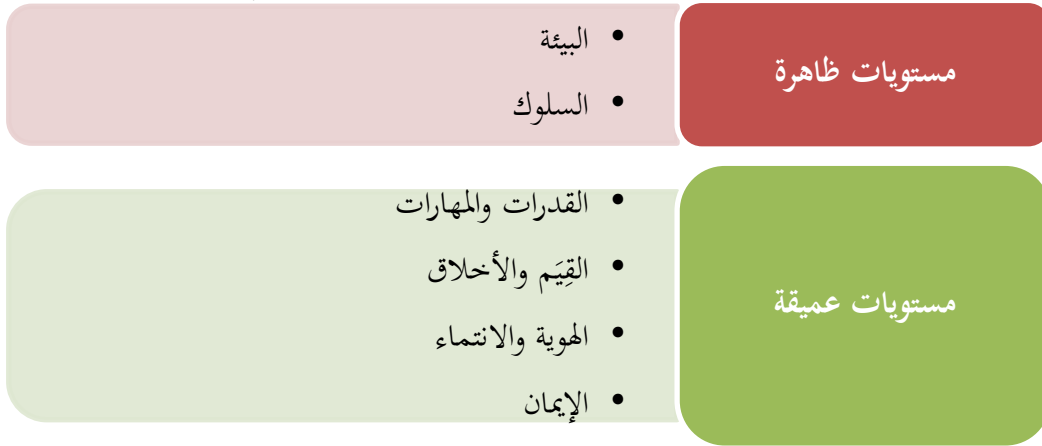 مستويات ظاهرة
• البيئة
• السلوك
مستويات عميقة
• القدرات والمهارات
• القِيَم والأخلاق
• الهوية والانتماء
• الإيمان